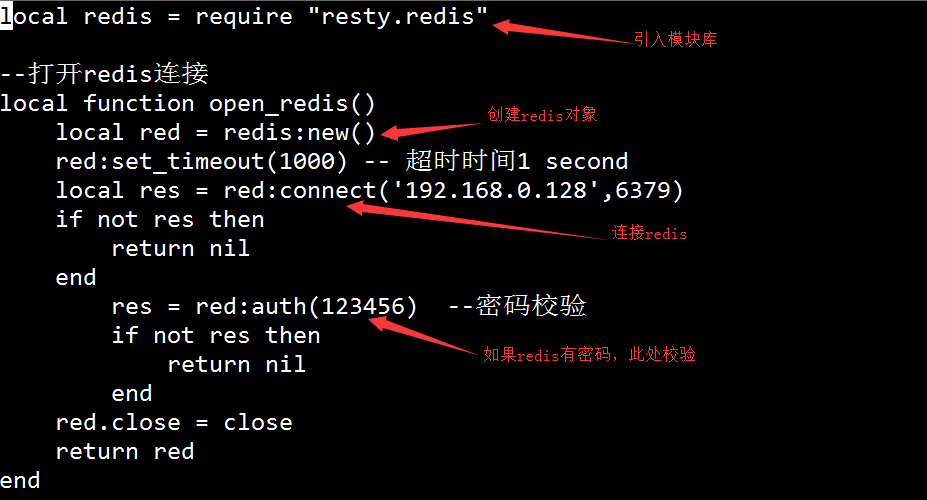 local redis = require "resty.redis"
引入模块库
--打开redis连接
local function open_redis()
创建redis对象
    local red = redis:new()
    red:set_timeout(1000) -- 超时时间1 second
    local res = red:connect('192.168.0.128',6379)
    if not res then
连接redis
        return nil
    end
        res = red:auth(123456)  --密码校验
        if not res then
如果redis有密码，此处校验
            return nil
        end
    red.close = close
    return red
end